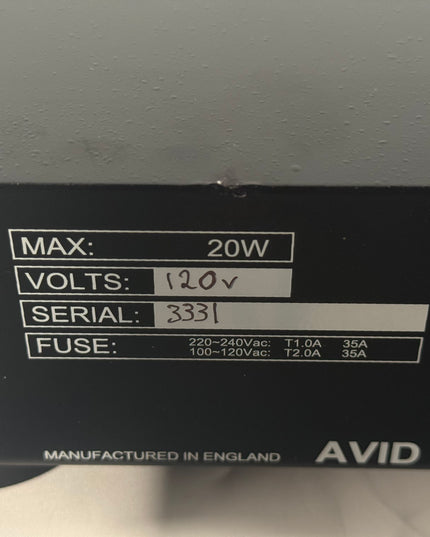 MAX: 20W
VOLTS: 120v
SERIAL: 3331
FUSE: 220~240Vac: T1.0A 35A
100~120Vac: T2.0A 35A
MANUFACTURED IN ENGLAND AVID